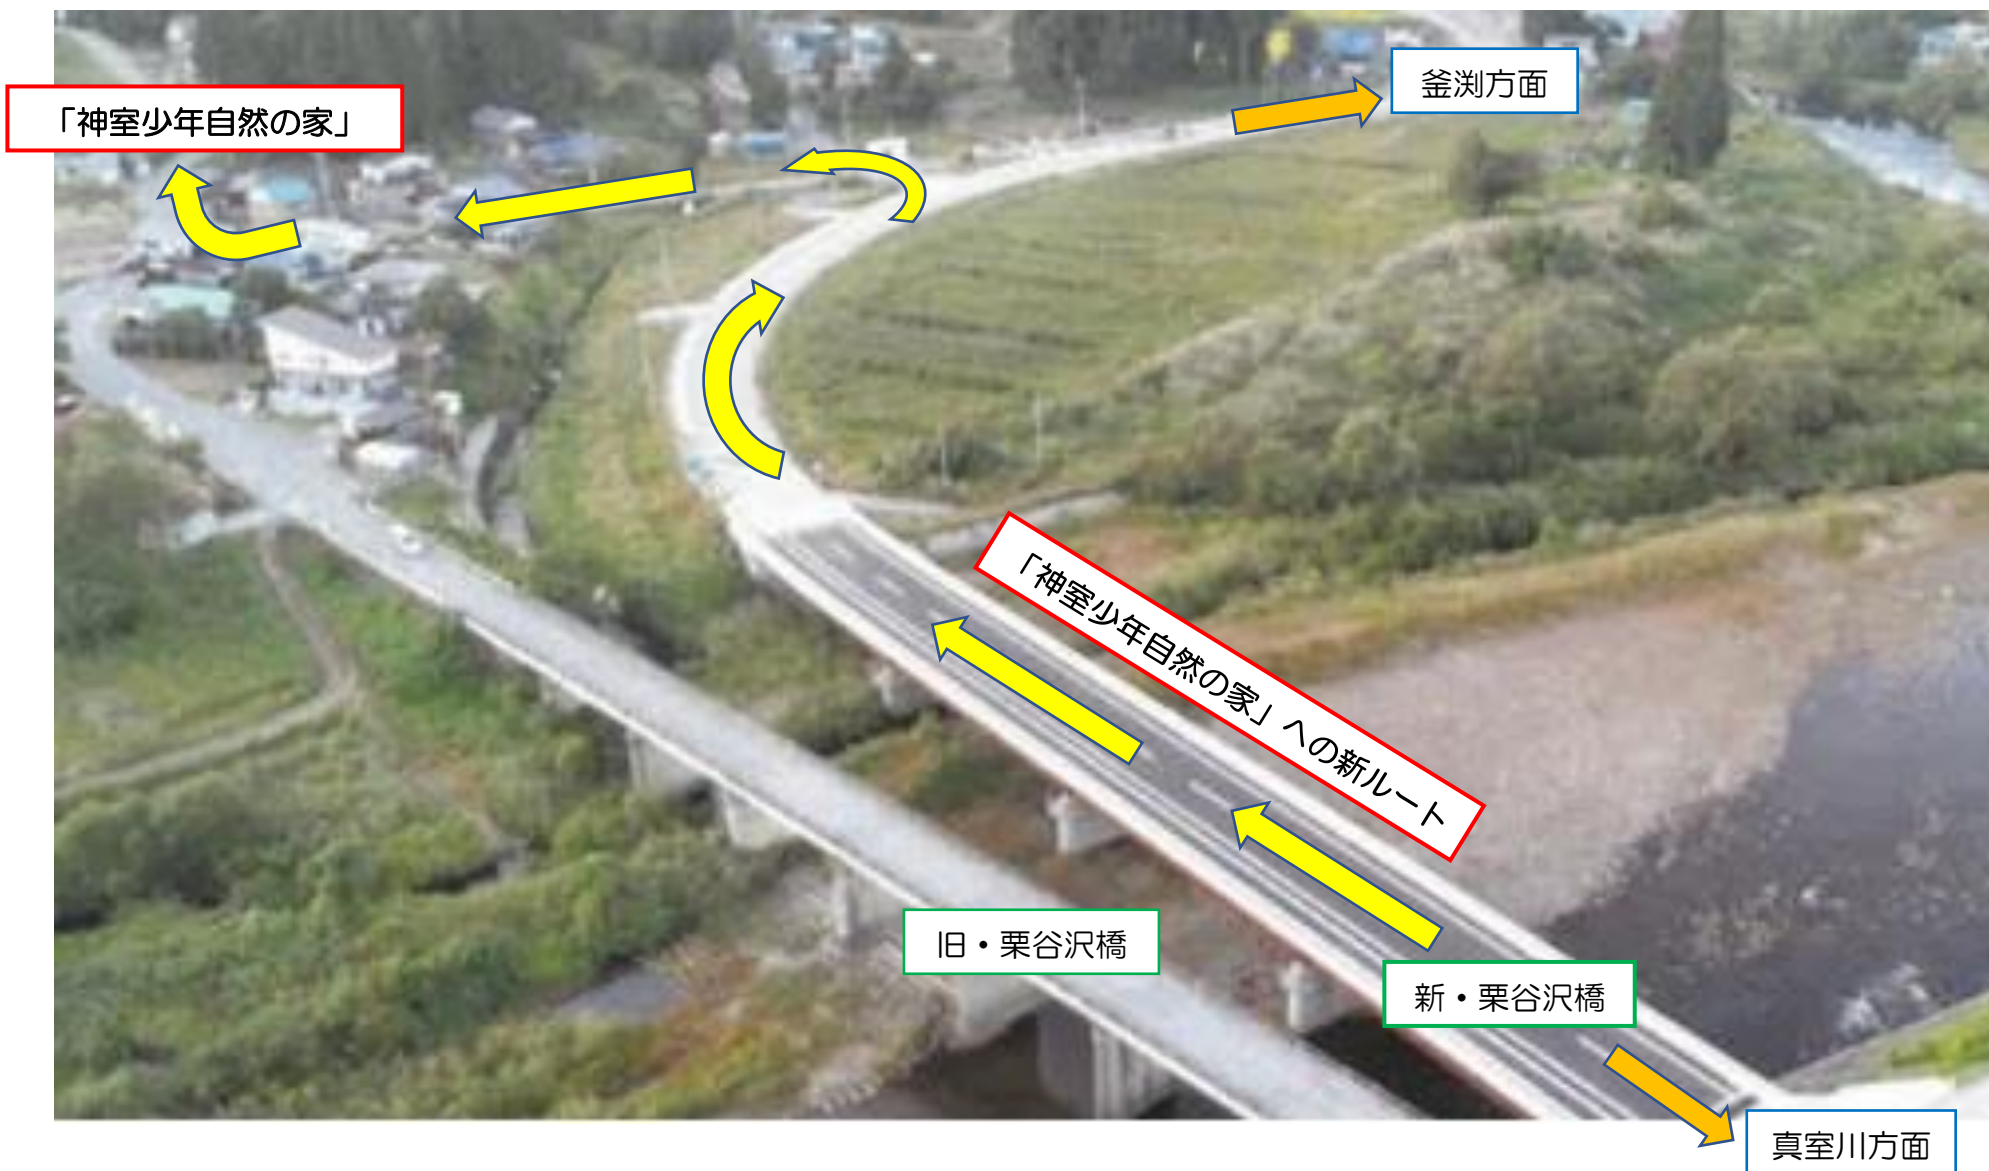 釜渕方面
「神室少年自然の家」
「神室少年自然の家」への新ルート
旧・栗谷沢橋
新・栗谷沢橋
真室川方面